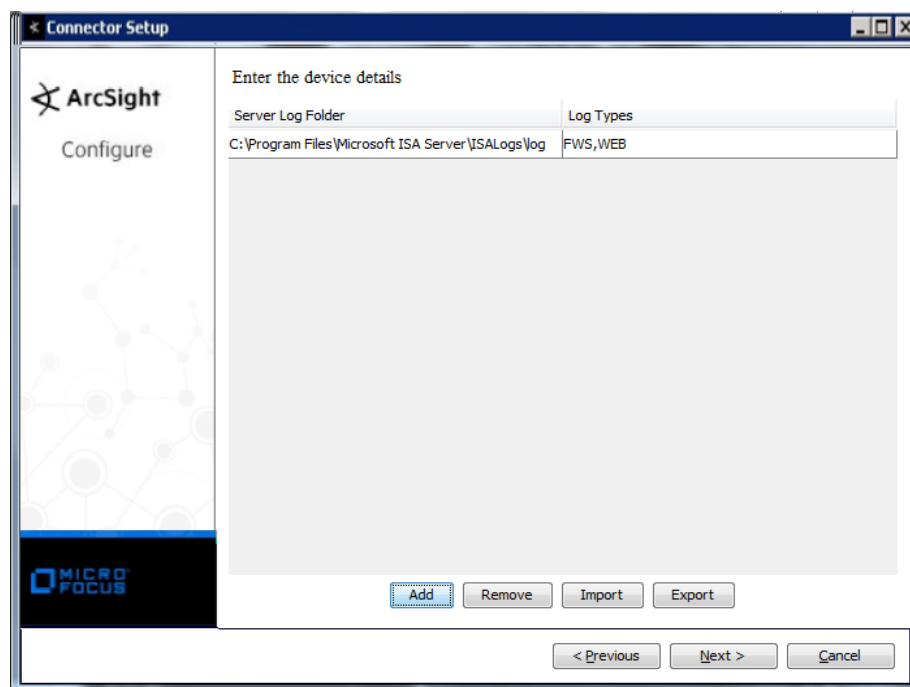 Connector Setup
ArcSight
Configure
Enter the device details
Server Log Folder Log Types
C:\Program Files\Microsoft ISA Server\ISALogs\log FWS,WEB
MICRO
FOCUS
Add Remove Import Export
< Previous Next > Cancel